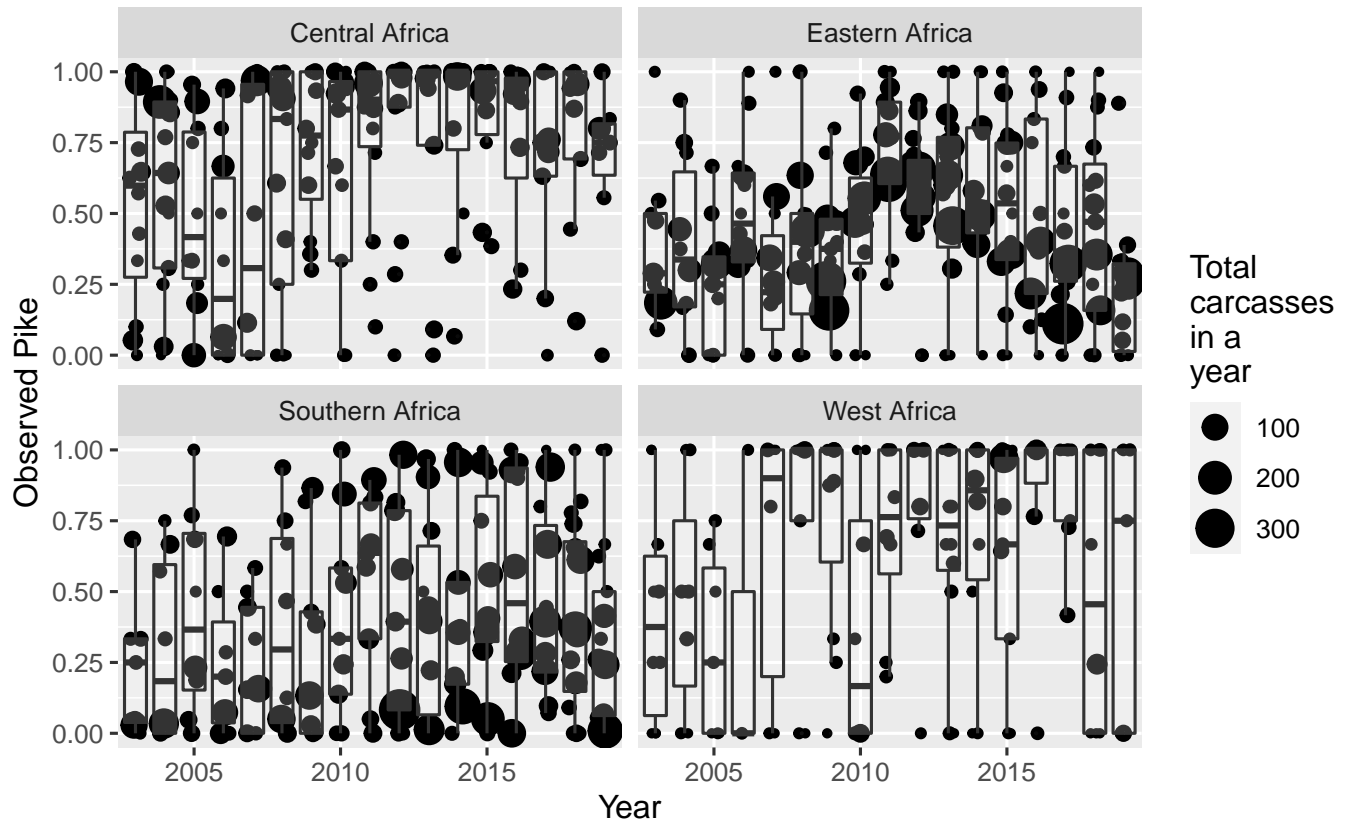 Central Africa
Eastern Africa
1.00
0.75
0.50
0.25
0.00
Southern Africa
West Africa
1.00
0.75
0.50
0.25
0.00
2005
2010
2015
2005
2010
2015
Observed Pike
Year
Total
carcasses
in a
year
100
200
300